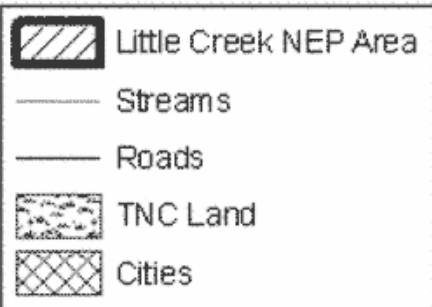 Little Creek NEP Area
Streams
Roads
TNC Land
Cities